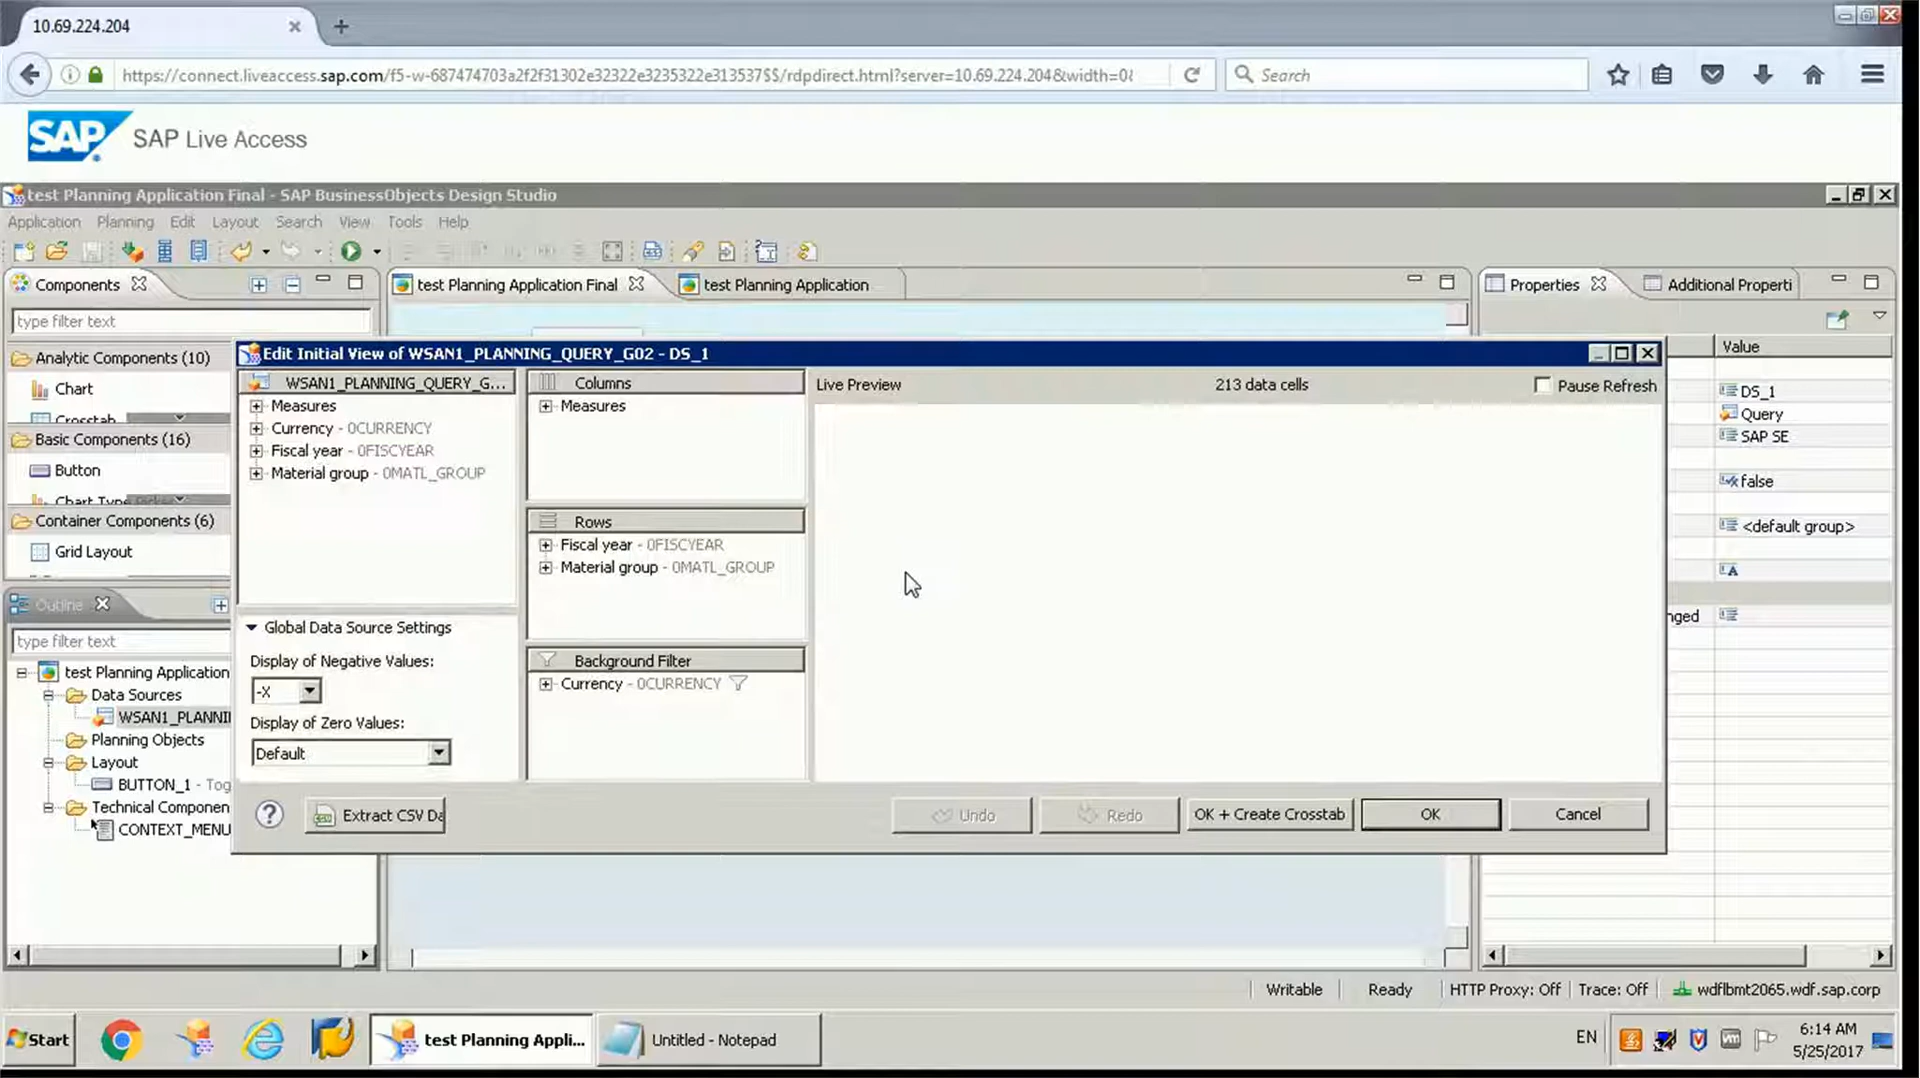 10.69.224.204
https://connect.liveaccess.sap.com/f5-w-687474703a2f2f31302e32322e3235322e313537$$/rdpdirect.html?server=10.69.224.204&width=0&
Search
SAP
SAP Live Access
test Planning Application Final - SAP BusinessObjects Design Studio
Application Planning Edit Layout Search View Tools Help
Components
test Planning Application Final
test Planning Application
Properties
Additional Properti
type filter text
Analytic Components (10)
Chart
Crosstab
Basic Components (16)
Button
Chart Type Picker
Container Components (6)
Grid Layout
Outline
type filter text
test Planning Application
Data Sources
WSAN1_PLANNI
Planning Objects
Layout
BUTTON_1 - Tog
Technical Componen
CONTEXT_MENU
Edit Initial View of WSAN1_PLANNING_QUERY_G02 - DS_1
WSAN1_PLANNING_QUERY_G...
Measures
Currency - 0CURRENCY
Fiscal year - 0FISCYEAR
Material group - 0MATL_GROUP
Global Data Source Settings
Display of Negative Values:
-X
Display of Zero Values:
Default
Columns
Measures
Rows
Fiscal year - 0FISCYEAR
Material group - 0MATL_GROUP
Background Filter
Currency - 0CURRENCY
Live Preview
213 data cells
Pause Refresh
?
Extract CSV Da
Undo
Redo
OK + Create Crosstab
OK
Cancel
Value
DS_1
Query
SAP SE
false
<default group>
A
nged
Writable
Ready
HTTP Proxy: Off
Trace: Off
wdflbmt2065.wdf.sap.corp
Start
test Planning Appli...
Untitled - Notepad
EN
6:14 AM
5/25/2017